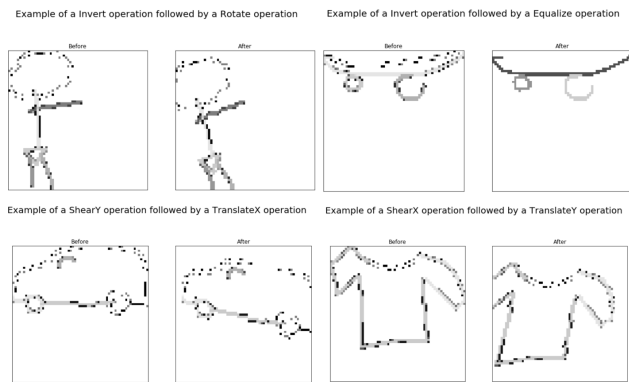 Example of a Invert operation followed by a Rotate operation
Before
After
Example of a Invert operation followed by a Equalize operation
Before
After
Example of a ShearY operation followed by a TranslateX operation
Before
After
Example of a ShearX operation followed by a TranslateY operation
Before
After